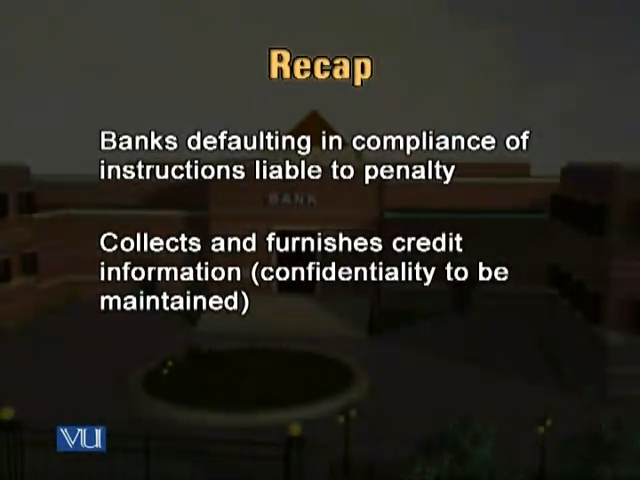 Recap
Banks defaulting in compliance of
instructions liable to penalty
BANK
Collects and furnishes credit
information (confidentiality to be
maintained)
VU